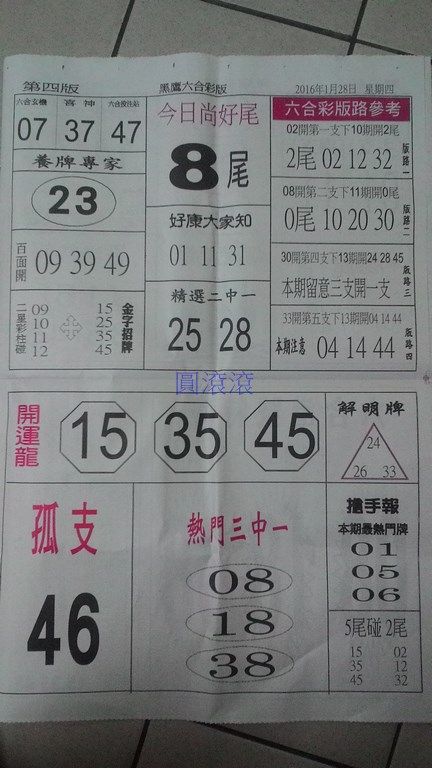 第四版
黑鷹六合彩版
2016年1月28日 星期四
六合玄機
喜神
07
37
47
養牌專家
23
百面開
09 39 49
二星彩柱碰
09
10
11
12
15
25
35
45
金字招牌
今日尚好尾
8尾
好康大家知
01 11 31
精選二中一
25 28
六合彩版路參考
02開第一支下10期開2尾
2尾 02 12 32
版路一
08開第二支下11期開0尾
0尾 10 20 30
版路二
30開第四支下13期開24 28 45
本期留意三支開一支
版路三
33開第五支下13期開04 14 44
本期注意 04 14 44
版路四
圓滾滾
開運龍
15
35
45
解明牌
24
26 33
孤支
46
熱門三中一
08
18
38
搶手報
本期最熱門牌
01
05
06
5尾碰 2尾
15 02
35 12
45 32